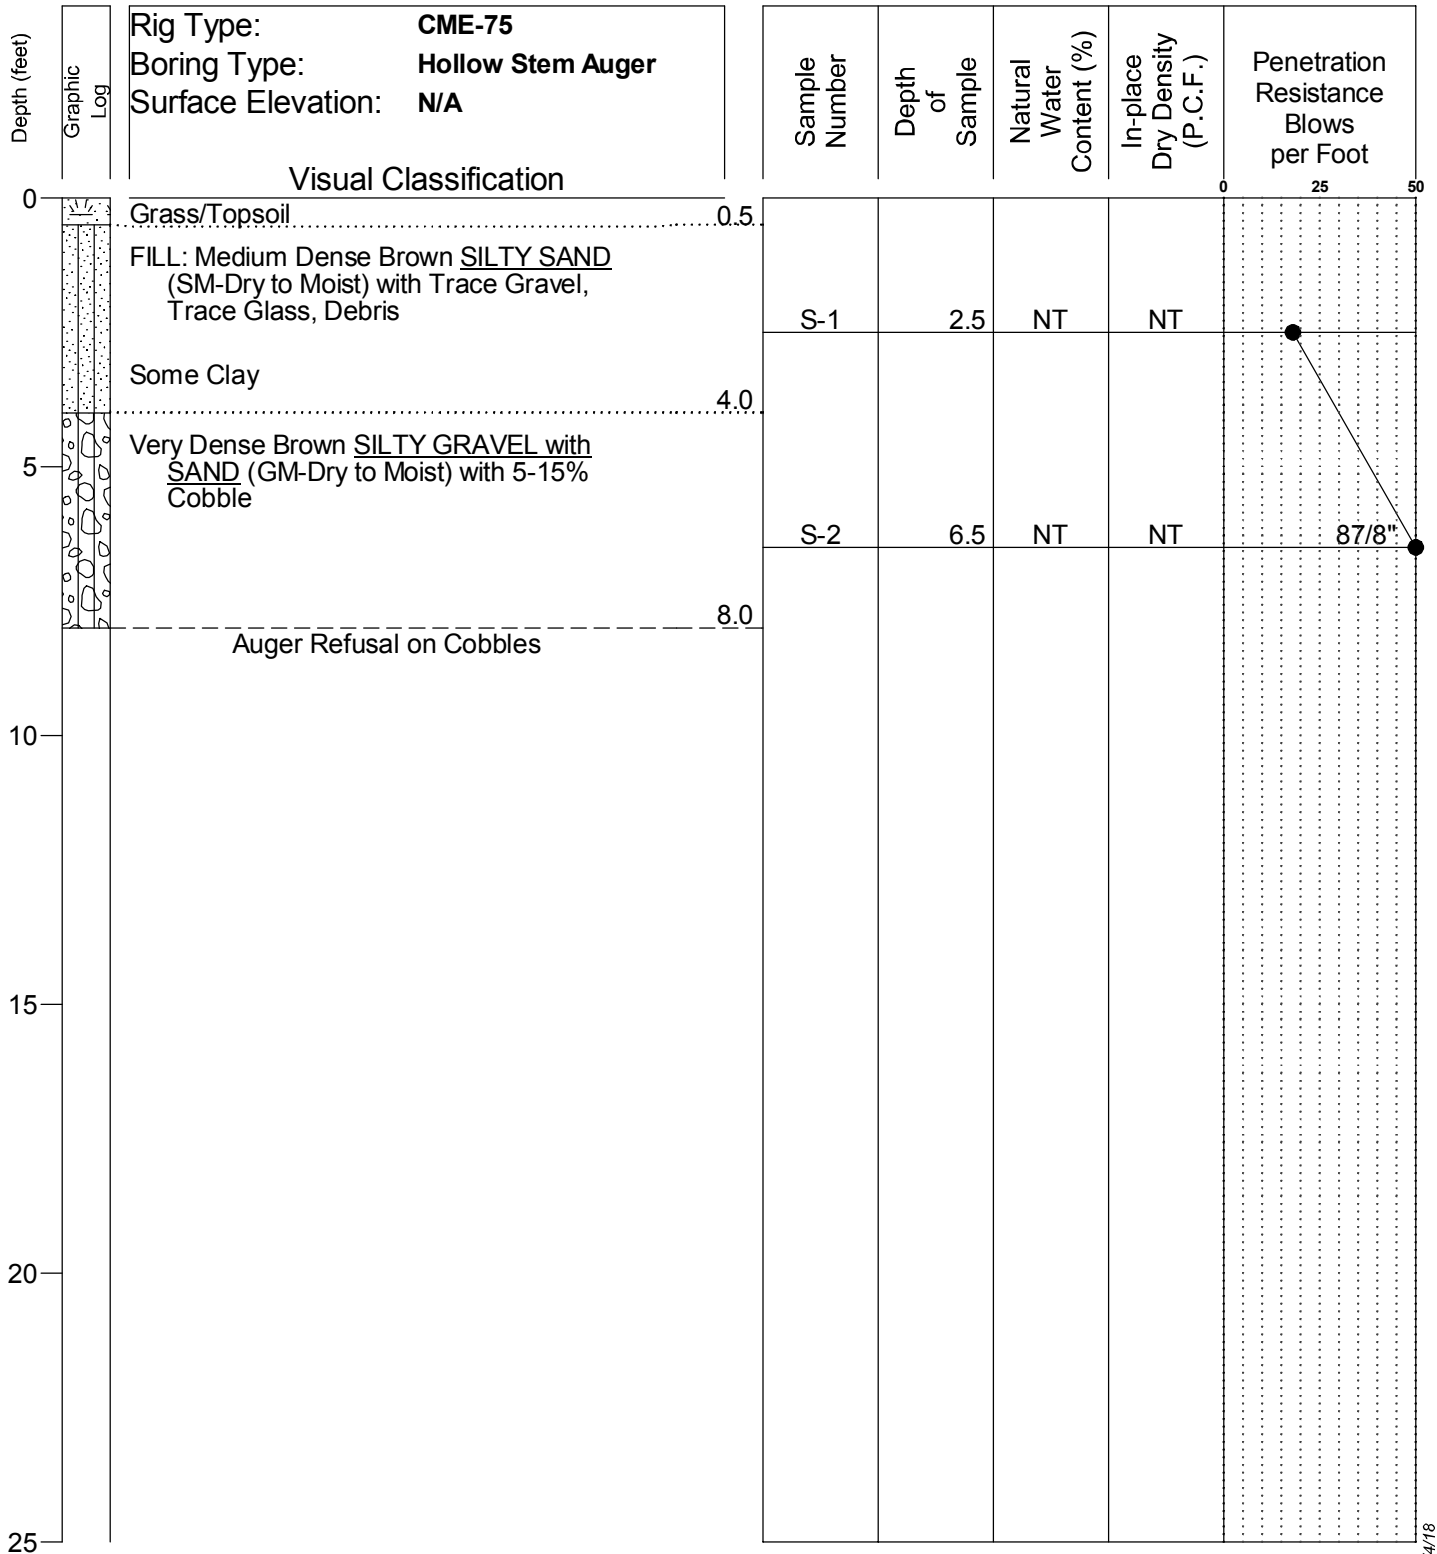 Depth (feet)
Graphic
Log
Rig Type: CME-75
Boring Type: Hollow Stem Auger
Surface Elevation: N/A
Visual Classification
Sample
Number
Depth
of
Sample
Natural
Water
Content (%)
In-place
Dry Density
(P.C.F.)
Penetration
Resistance
Blows
per Foot
0 25 50
0
Grass/Topsoil 0.5
FILL: Medium Dense Brown SILTY SAND
(SM-Dry to Moist) with Trace Gravel,
Trace Glass, Debris
S-1 2.5 NT NT
Some Clay
4.0
Very Dense Brown SILTY GRAVEL with
5
SAND (GM-Dry to Moist) with 5-15%
Cobble
S-2 6.5 NT NT 87/8"
8.0
Auger Refusal on Cobbles
10
15
20
25